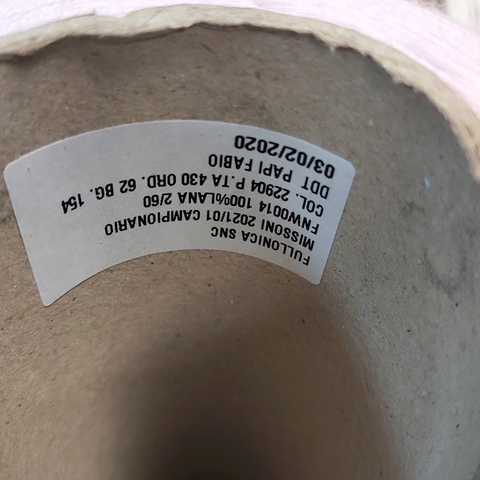 FULLONICA SNC
MISSONI 2021/01 CAMPIONARIO
FNW0014 100%LANA 2/60
COL. 22904 P.TA 430 ORD. 62 BG. 154
DDT PAPI FABIO
03/02/2020